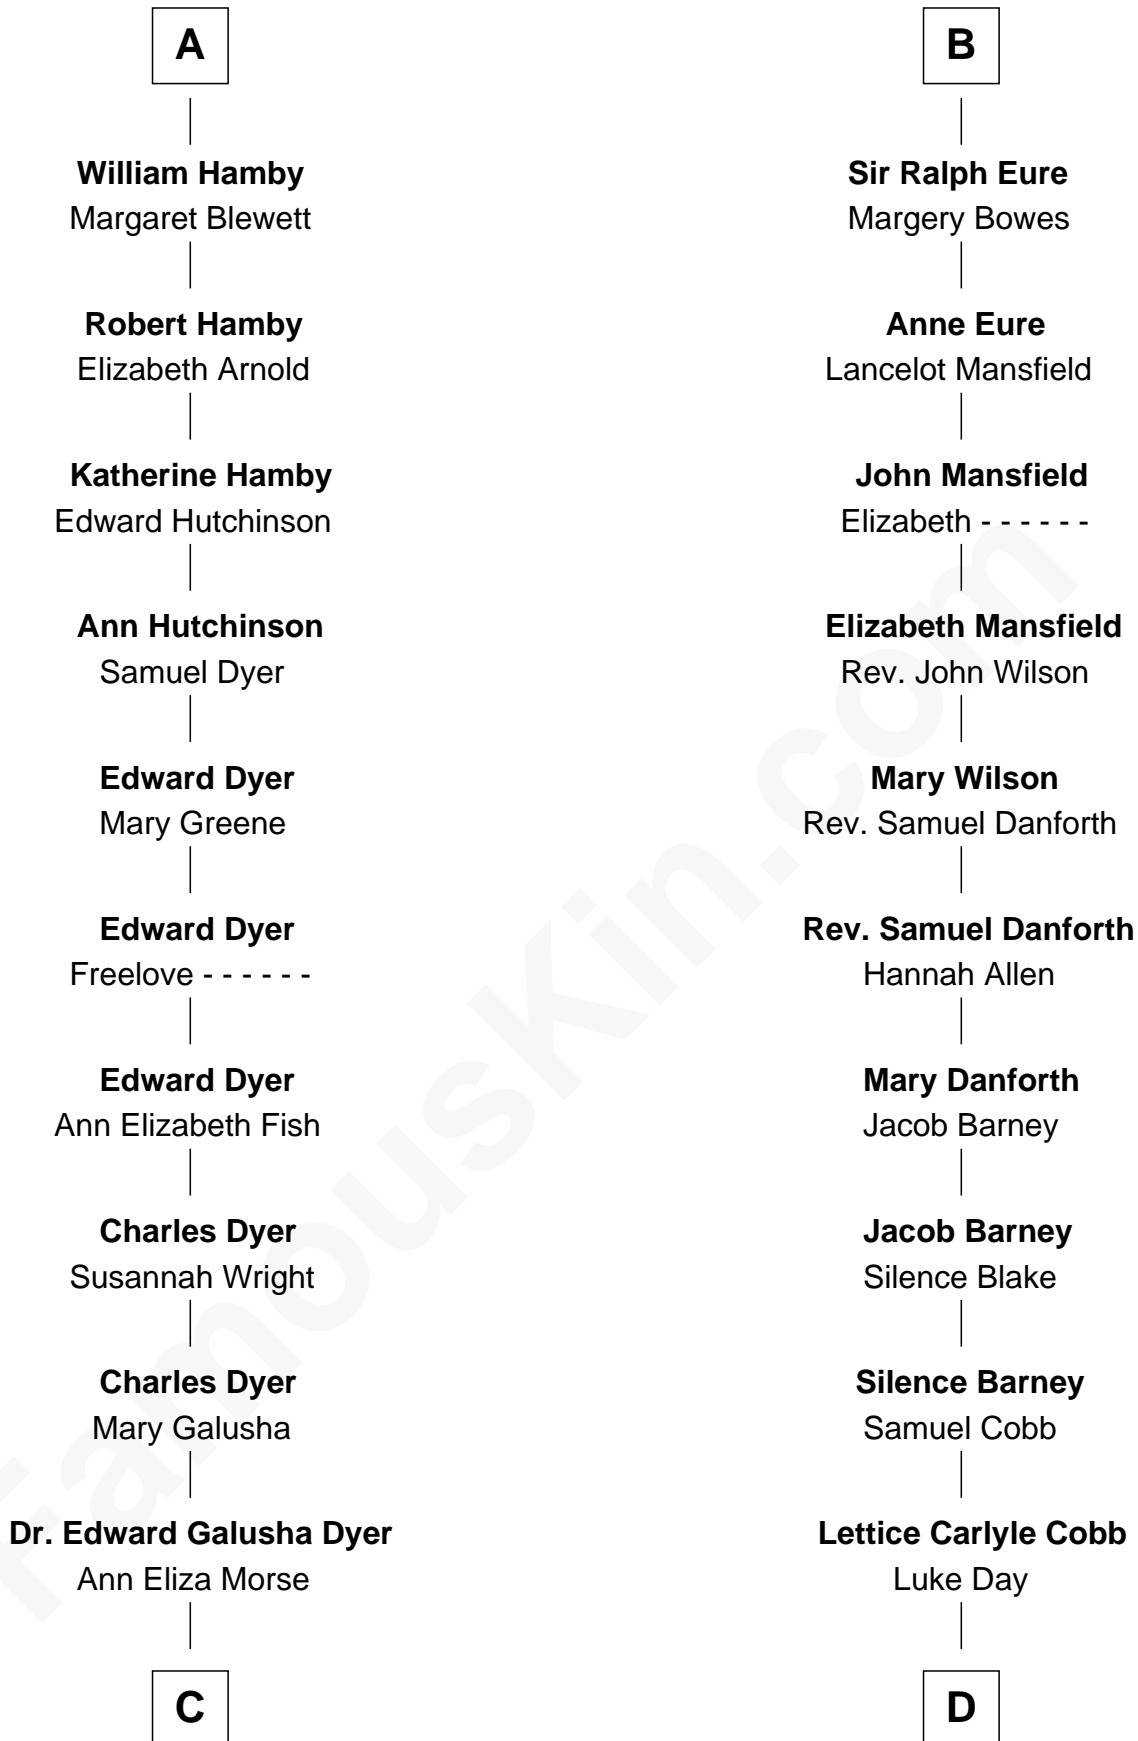 A
William Hamby
Margaret Blewett
Robert Hamby
Elizabeth Arnold
Katherine Hamby
Edward Hutchinson
Ann Hutchinson
Samuel Dyer
Edward Dyer
Mary Greene
Edward Dyer
Freelove - - - - - -
Edward Dyer
Ann Elizabeth Fish
Charles Dyer
Susannah Wright
Charles Dyer
Mary Galusha
Dr. Edward Galusha Dyer
Ann Eliza Morse
C
B
Sir Ralph Eure
Margery Bowes
Anne Eure
Lancelot Mansfield
John Mansfield
Elizabeth - - - - - -
Elizabeth Mansfield
Rev. John Wilson
Mary Wilson
Rev. Samuel Danforth
Rev. Samuel Danforth
Hannah Allen
Mary Danforth
Jacob Barney
Jacob Barney
Silence Blake
Silence Barney
Samuel Cobb
Lettice Carlyle Cobb
Luke Day
D
FamousKin.com